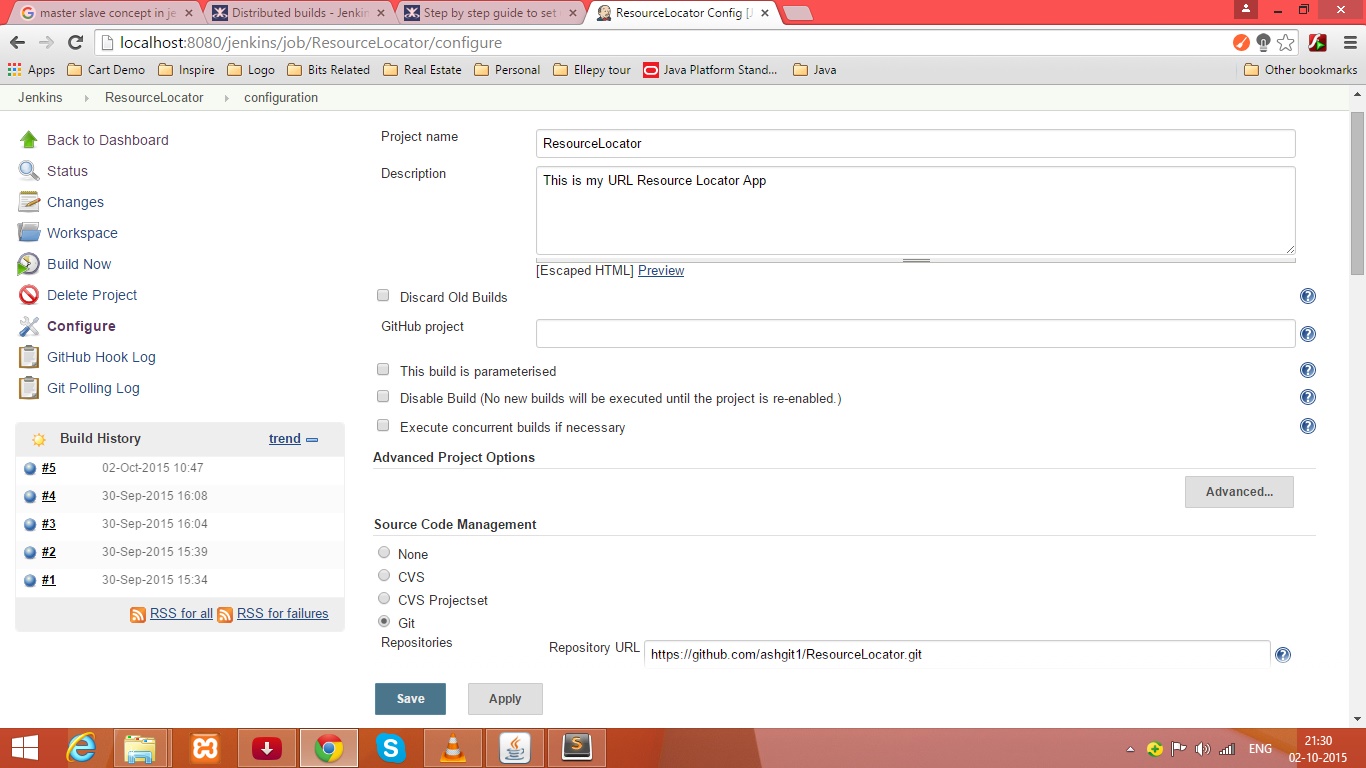 master slave concept in je
Distributed builds - Jenkin
Step by step guide to set
ResourceLocator Config [J
localhost:8080/jenkins/job/ResourceLocator/configure
Apps Cart Demo Inspire Logo Bits Related Real Estate Personal Ellepy tour Java Platform Stand... Java Other bookmarks
Jenkins ResourceLocator configuration
Back to Dashboard
Status
Changes
Workspace
Build Now
Delete Project
Configure
GitHub Hook Log
Git Polling Log
Build History trend
#5 02-Oct-2015 10:47
#4 30-Sep-2015 16:08
#3 30-Sep-2015 16:04
#2 30-Sep-2015 15:39
#1 30-Sep-2015 15:34
RSS for all RSS for failures
Project name ResourceLocator
Description This is my URL Resource Locator App
[Escaped HTML] Preview
Discard Old Builds
GitHub project
This build is parameterised
Disable Build (No new builds will be executed until the project is re-enabled.)
Execute concurrent builds if necessary
Advanced Project Options
Advanced...
Source Code Management
None
CVS
CVS Projectset
Git
Repositories Repository URL https://github.com/ashgit1/ResourceLocator.git
Save Apply
ENG 21:30
02-10-2015